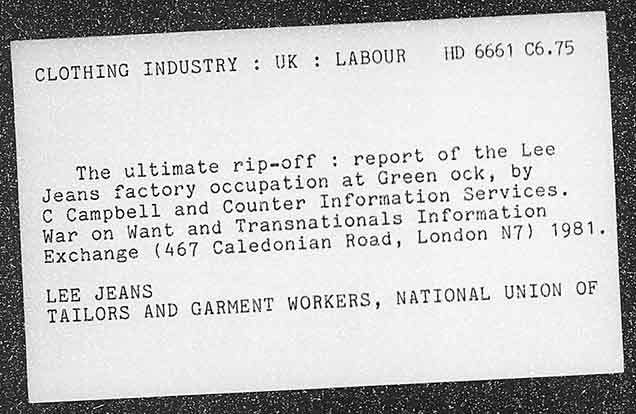 CLOTHING INDUSTRY : UK : LABOUR HD 6661 C6.75
The ultimate rip-off : report of the Lee
Jeans factory occupation at Green ock, by
C Campbell and Counter Information Services.
War on Want and Transnationals Information
Exchange (467 Caledonian Road, London N7) 1981.
LEE JEANS
TAILORS AND GARMENT WORKERS, NATIONAL UNION OF